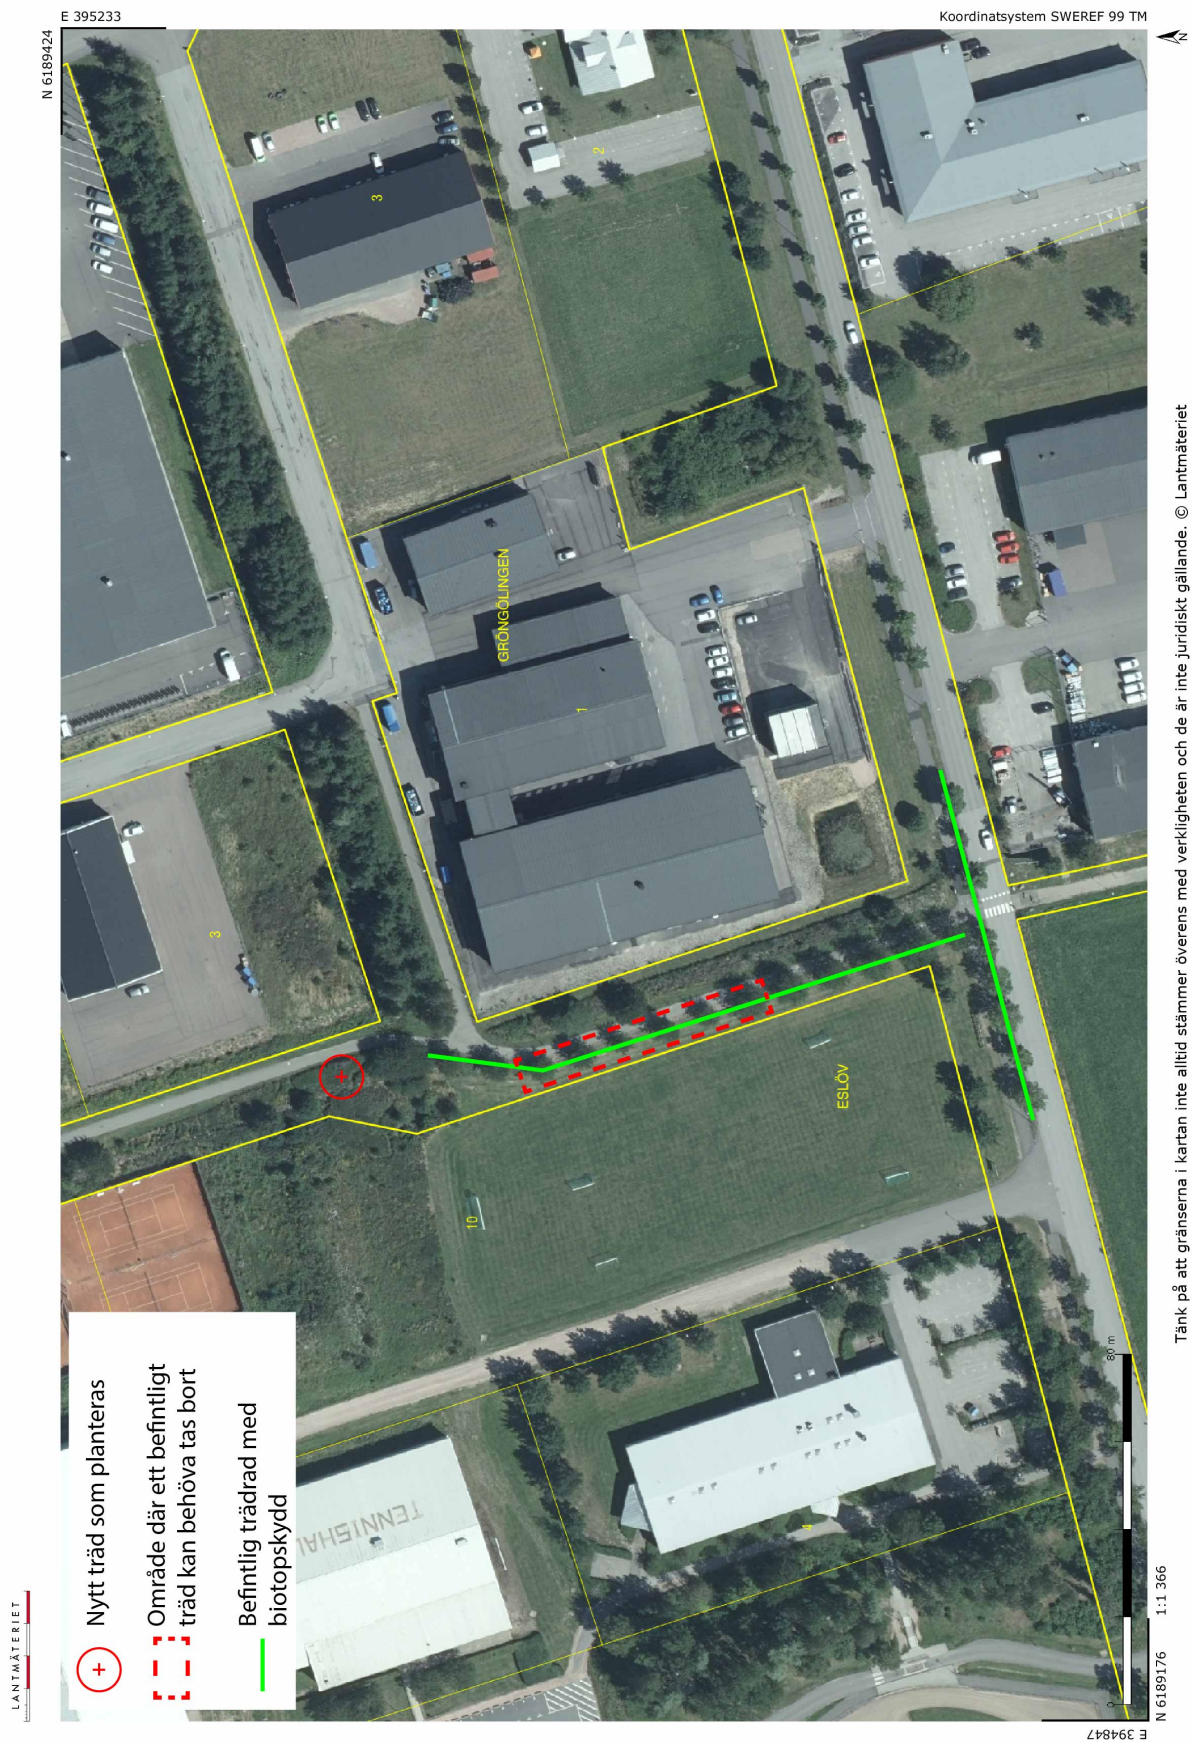 LANTMÄTERIET
E 395233
Koordinatsystem SWEREF 99 TM
N 6189424
N
3
2
GRÖNGÖLINGEN
1
3
10
ESLÖV
TENNISHAL
4
Nytt träd som planteras
Område där ett befintligt
träd kan behöva tas bort
Befintlig trädrad med
biotopskydd
0
80 m
N 6189176
1:1 366
E 394847
Tänk på att gränserna i kartan inte alltid stämmer överens med verkligheten och de är inte juridiskt gällande. © Lantmäteriet